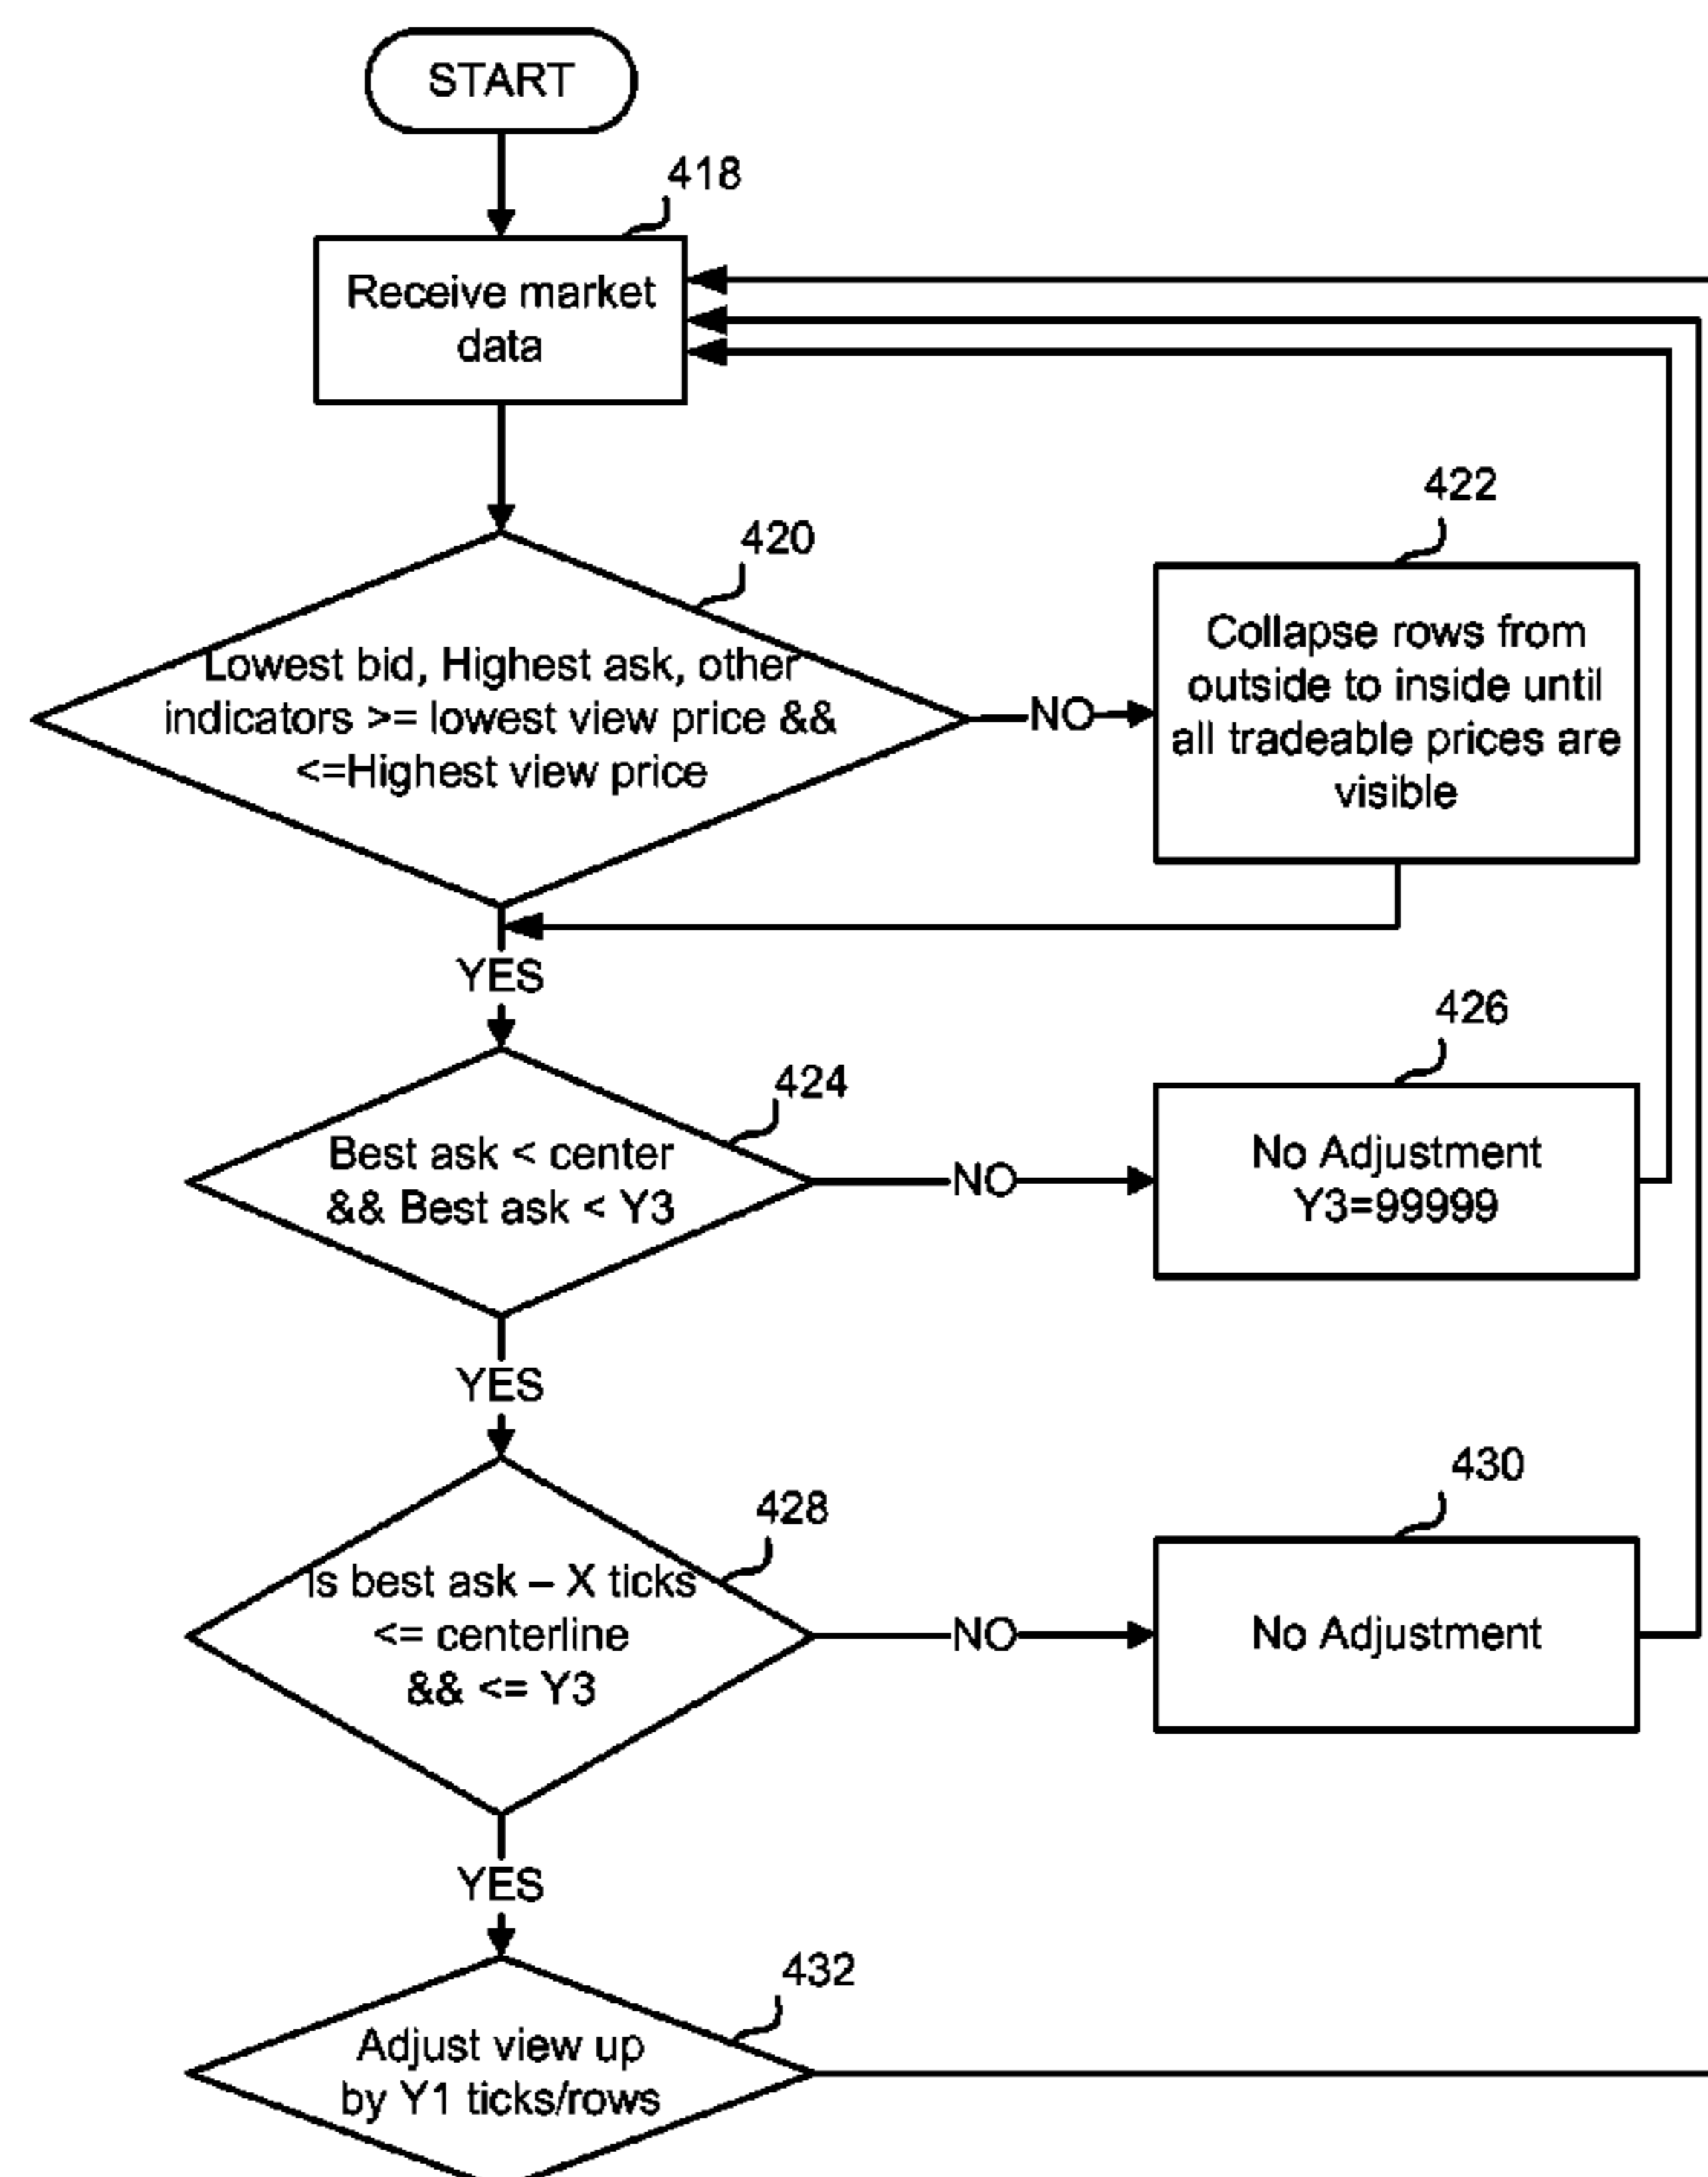 START
418
Receive market
data
420
Lowest bid, Highest ask, other
indicators >= lowest view price &&
<=Highest view price
NO
422
Collapse rows from
outside to inside until
all tradeable prices are
visible
YES
424
Best ask < center
&& Best ask < Y3
NO
426
No Adjustment
Y3=99999
YES
428
Is best ask – X ticks
<= centerline
&& <= Y3
NO
430
No Adjustment
YES
432
Adjust view up
by Y1 ticks/rows